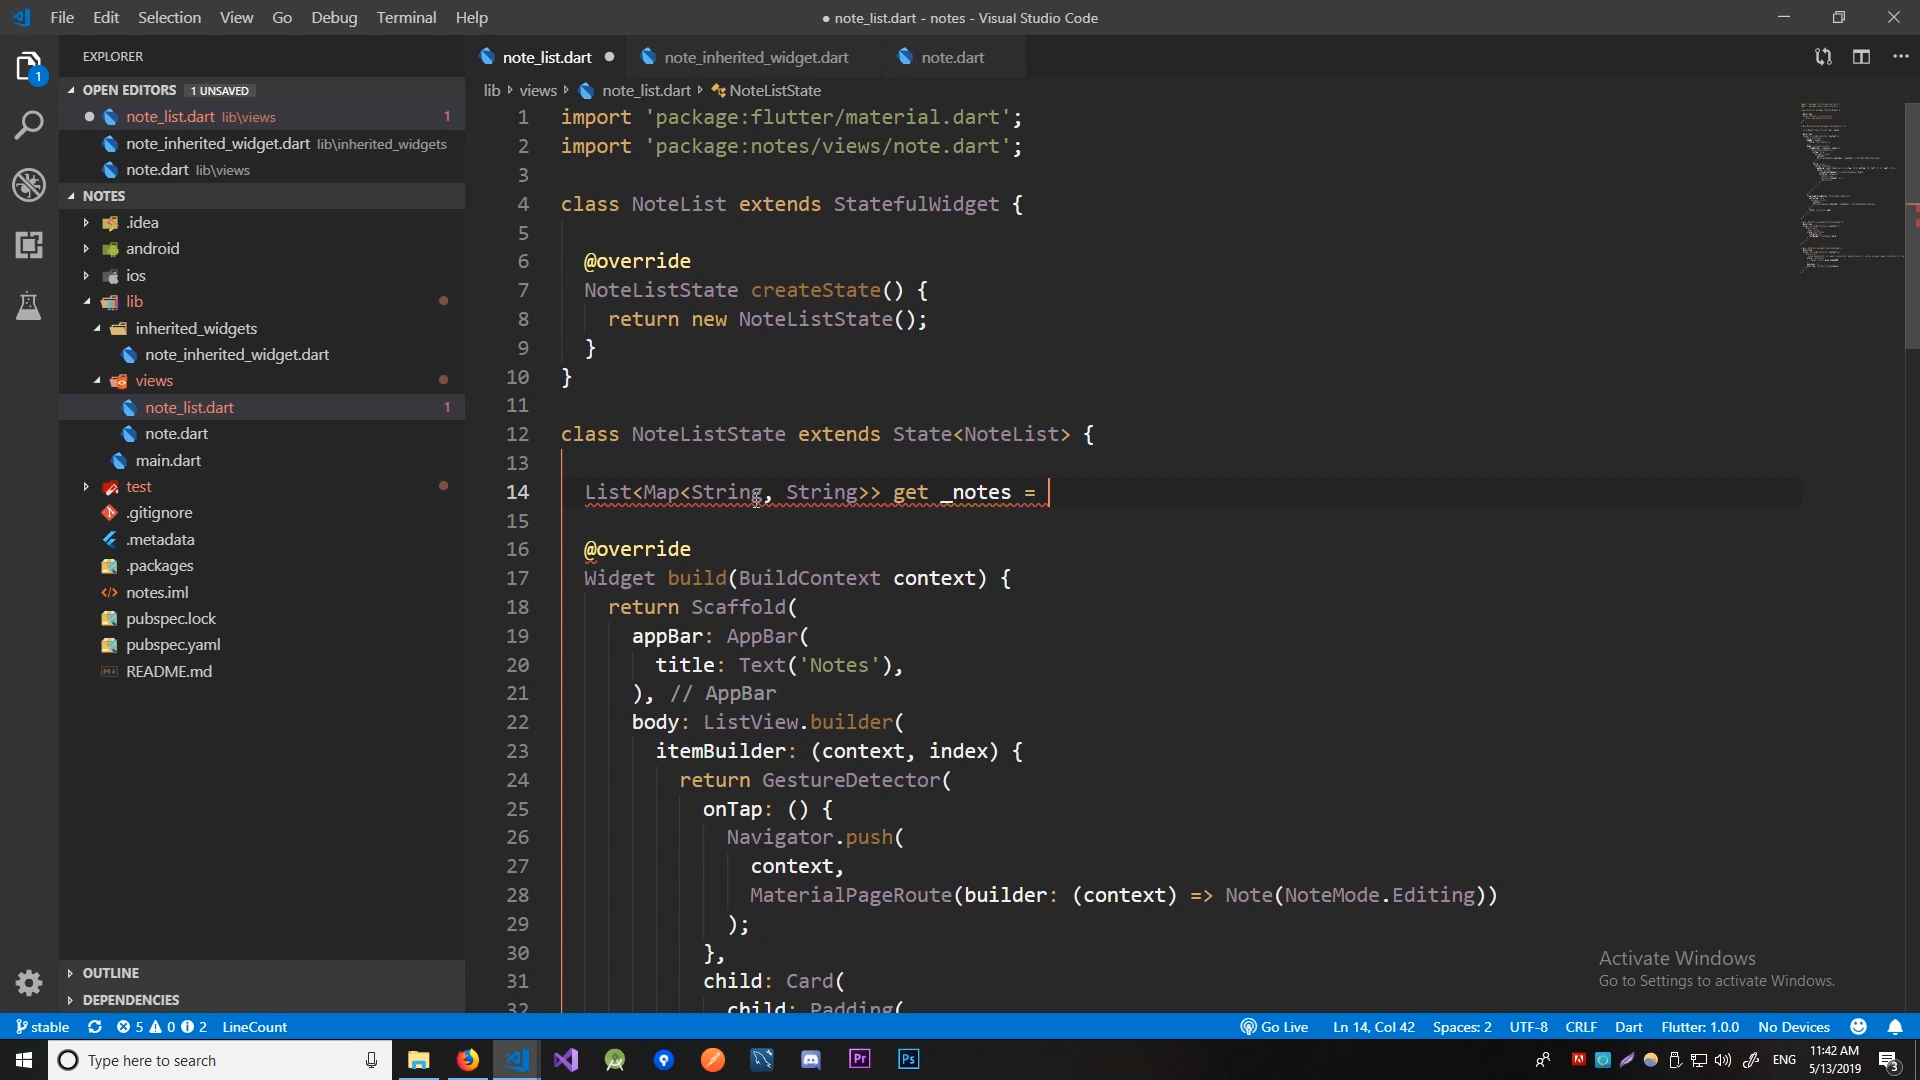 File Edit Selection View Go Debug Terminal Help
● note_list.dart - notes - Visual Studio Code
EXPLORER
OPEN EDITORS 1 UNSAVED
note_list.dart lib\views 1
note_inherited_widget.dart lib\inherited_widgets
note.dart lib\views
NOTES
.idea
android
ios
lib
inherited_widgets
note_inherited_widget.dart
views
note_list.dart 1
note.dart
main.dart
test
.gitignore
.metadata
.packages
notes.iml
pubspec.lock
pubspec.yaml
README.md
OUTLINE
DEPENDENCIES
note_list.dart note_inherited_widget.dart note.dart
lib views note_list.dart NoteListState
1 import 'package:flutter/material.dart';
2 import 'package:notes/views/note.dart';
3
4 class NoteList extends StatefulWidget {
5
6 @override
7 NoteListState createState() {
8 return new NoteListState();
9 }
10 }
11
12 class NoteListState extends State<NoteList> {
13
14 List<Map<String, String>> get _notes =
15
16 @override
17 Widget build(BuildContext context) {
18 return Scaffold(
19 appBar: AppBar(
20 title: Text('Notes'),
21 ), // AppBar
22 body: ListView.builder(
23 itemBuilder: (context, index) {
24 return GestureDetector(
25 onTap: () {
26 Navigator.push(
27 context,
28 MaterialPageRoute(builder: (context) => Note(NoteMode.Editing))
29 );
30 },
31 child: Card(
32 child: Padding(
Activate Windows
Go to Settings to activate Windows.
stable 5 0 2 LineCount Go Live Ln 14, Col 42 Spaces: 2 UTF-8 CRLF Dart Flutter: 1.0.0 No Devices
Type here to search
Pr Ps
ENG
11:42 AM
5/13/2019
3